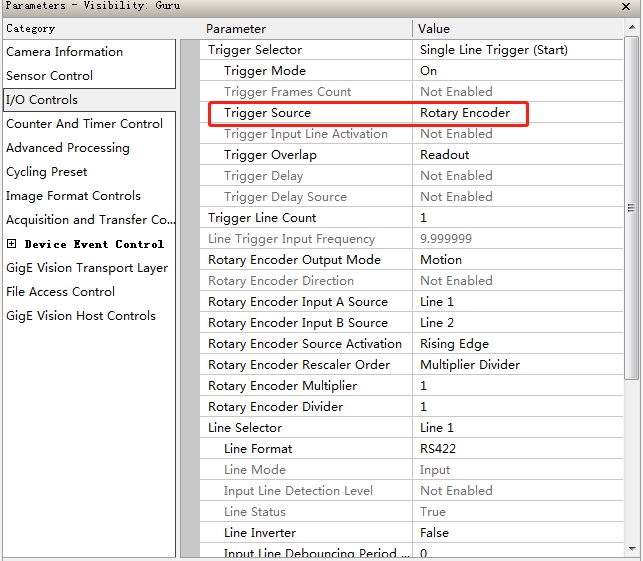 Parameters - Visibility: Guru
Category
Camera Information
Sensor Control
I/O Controls
Counter And Timer Control
Advanced Processing
Cycling Preset
Image Format Controls
Acquisition and Transfer Co...
Device Event Control
GigE Vision Transport Layer
File Access Control
GigE Vision Host Controls
Parameter Value
Trigger Selector Single Line Trigger (Start)
Trigger Mode On
Trigger Frames Count Not Enabled
Trigger Source Rotary Encoder
Trigger Input Line Activation Not Enabled
Trigger Overlap Readout
Trigger Delay Not Enabled
Trigger Delay Source Not Enabled
Trigger Line Count 1
Line Trigger Input Frequency 9.999999
Rotary Encoder Output Mode Motion
Rotary Encoder Direction Not Enabled
Rotary Encoder Input A Source Line 1
Rotary Encoder Input B Source Line 2
Rotary Encoder Source Activation Rising Edge
Rotary Encoder Rescaler Order Multiplier Divider
Rotary Encoder Multiplier 1
Rotary Encoder Divider 1
Line Selector Line 1
Line Format RS422
Line Mode Input
Input Line Detection Level Not Enabled
Line Status True
Line Inverter False
Input Line Debouncing Period ... 0